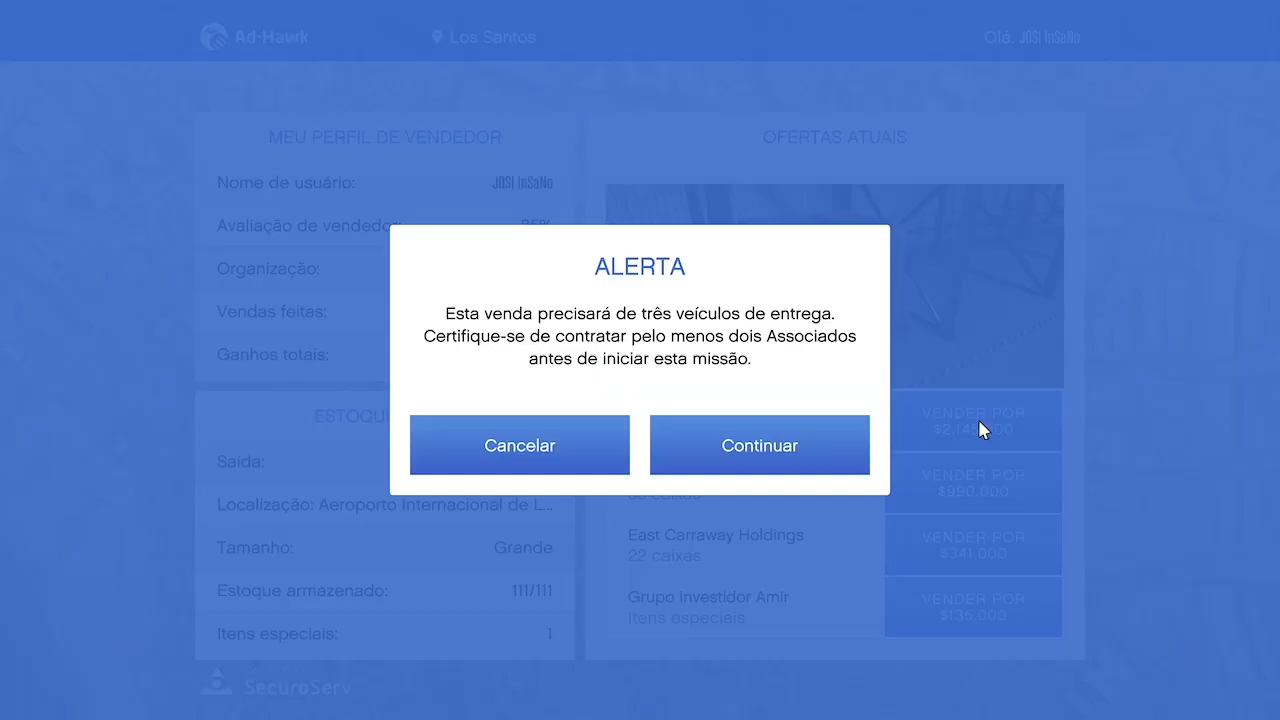 Ad-Hawk
Los Santos
Olá, JOSI InSaNo
MEU PERFIL DE VENDEDOR
OFERTAS ATUAIS
Nome de usuário: JOSI InSaNo
Avaliação de vendedor:
Organização:
Vendas feitas:
Ganhos totais:
ALERTA
Esta venda precisará de três veículos de entrega.
Certifique-se de contratar pelo menos dois Associados
antes de iniciar esta missão.
Cancelar
Continuar
Saída:
Localização: Aeroporto Internacional de L...
Tamanho: Grande
Estoque armazenado: 111/111
Itens especiais: 1
VENDER POR
VENDER POR
$990.000
East Carraway Holdings
22 caixas
VENDER POR
$341.000
Grupo Investidor Amir
Itens especiais
VENDER POR
$135.000
SecuroServ